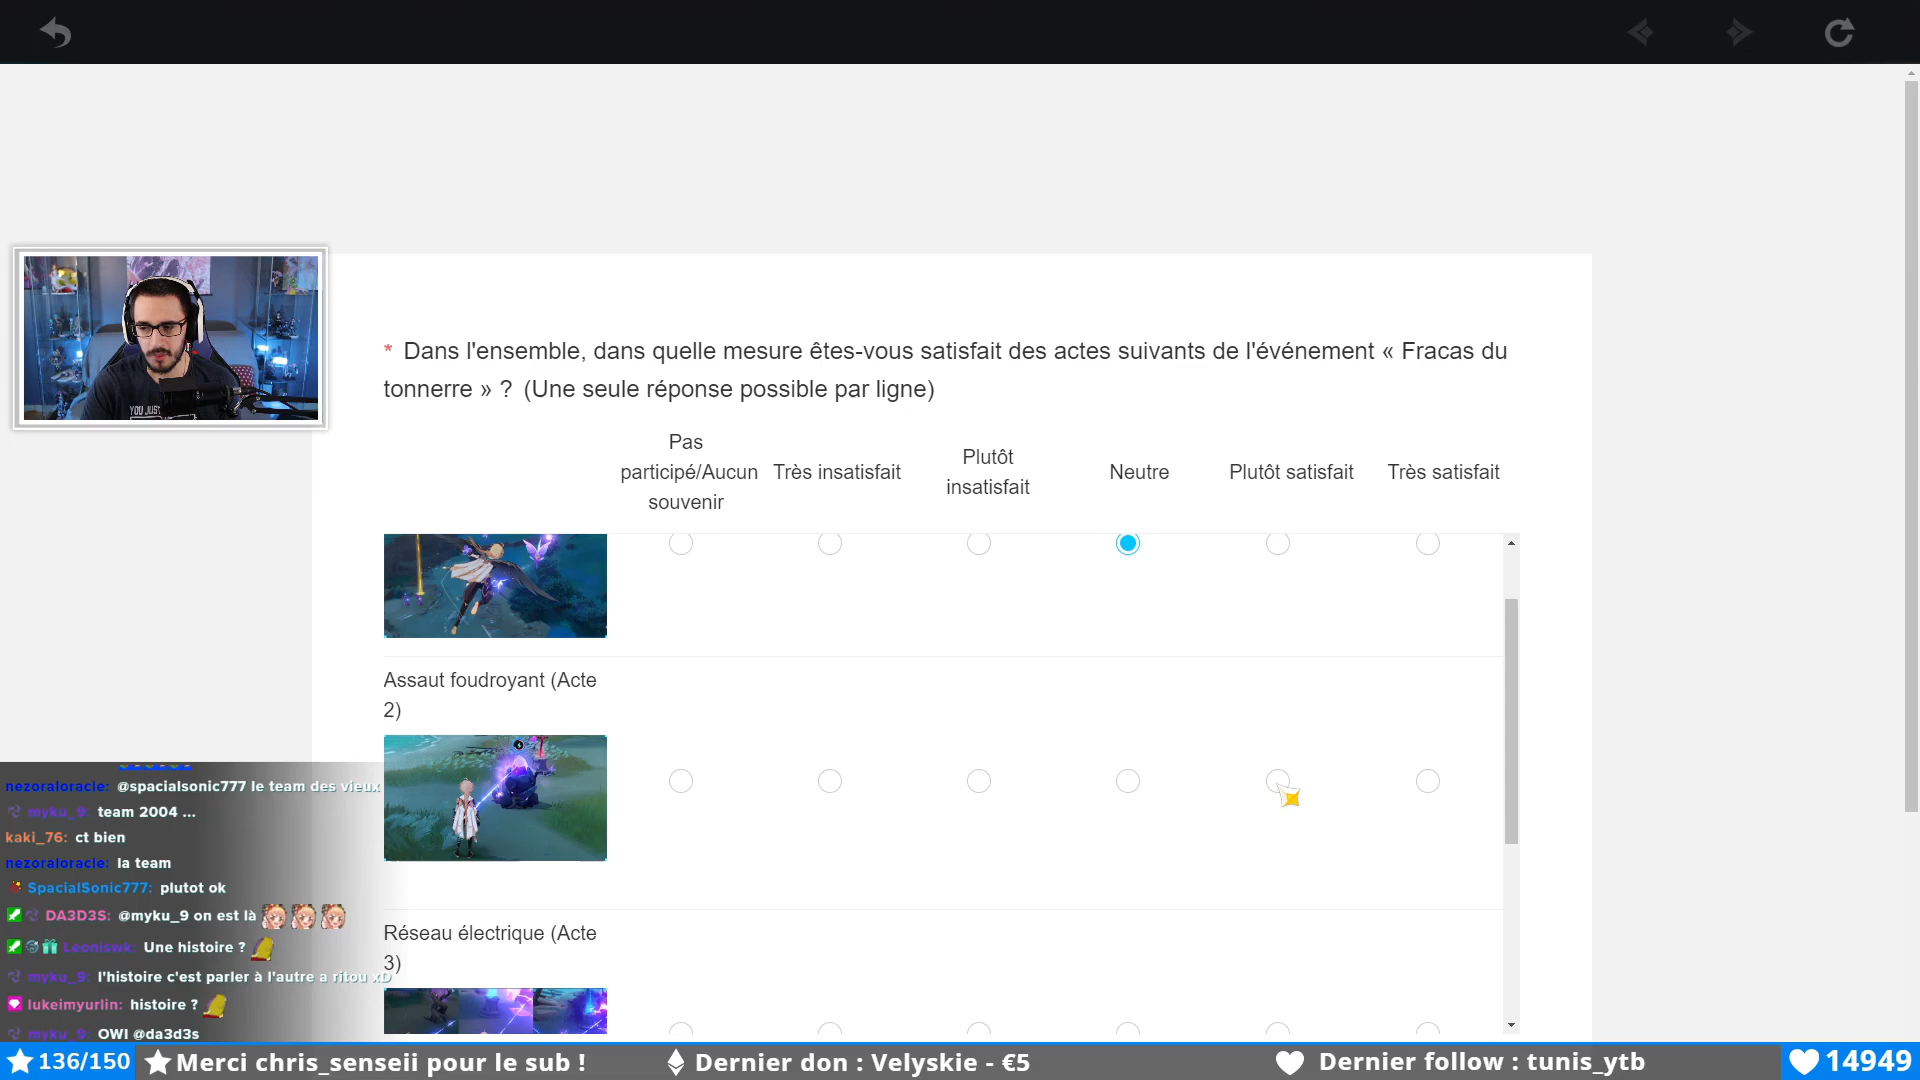 * Dans l'ensemble, dans quelle mesure êtes-vous satisfait des actes suivants de l'événement « Fracas du
tonnerre » ? (Une seule réponse possible par ligne)
Pas
participé/Aucun
souvenir
Très insatisfait
Plutôt
insatisfait
Neutre
Plutôt satisfait
Très satisfait
Assaut foudroyant (Acte
2)
Réseau électrique (Acte
3)
YOU JUST
nezoraloracle: @spacialsonic777 le team des vieux
myku_9: team 2004 ...
kaki_76: ct bien
nezoraloracle: la team
SpacialSonic777: plutot ok
DA3D3S: @myku_9 on est là
Leoniswk: Une histoire ?
myku_9: l'histoire c'est parler à l'autre a ritou xD
lukeimyurlin: histoire ?
myku_9: OWI @da3d3s
136/150
Merci chris_senseii pour le sub !
Dernier don : Velyskie - €5
Dernier follow : tunis_ytb
14949